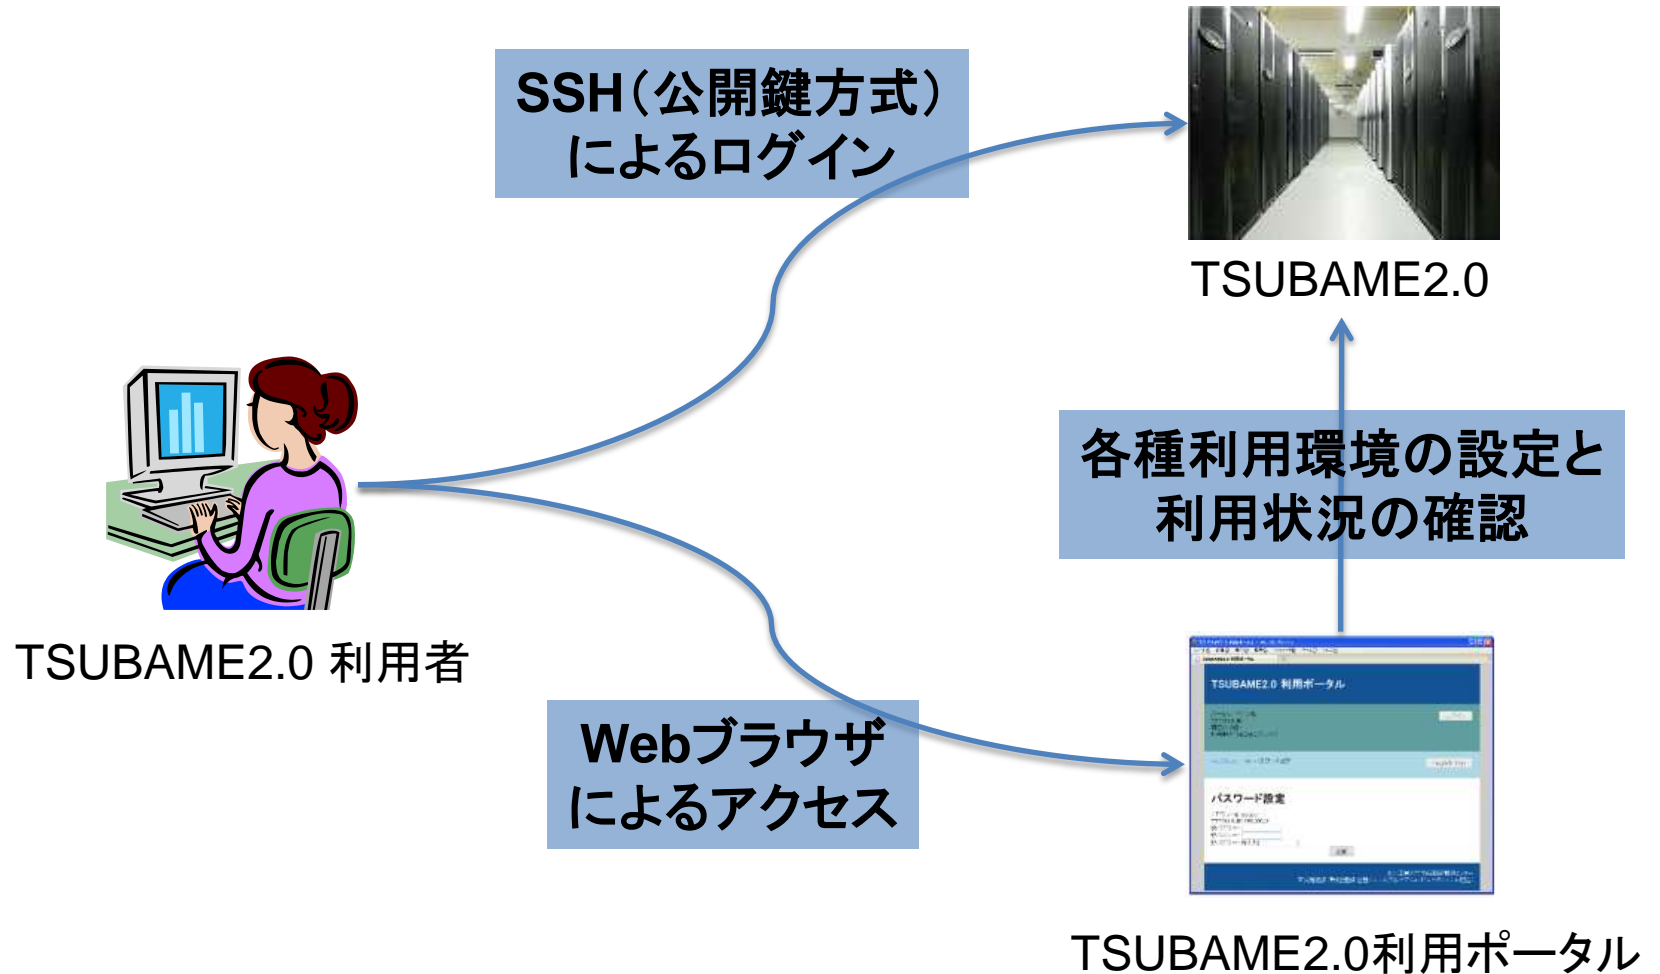 SSH（公開鍵方式）
によるログイン
TSUBAME2.0
各種利用環境の設定と
利用状況の確認
TSUBAME2.0 利用者
Webブラウザ
によるアクセス
TSUBAME2.0 利用ポータル
パスワード設定
TSUBAME2.0利用ポータル